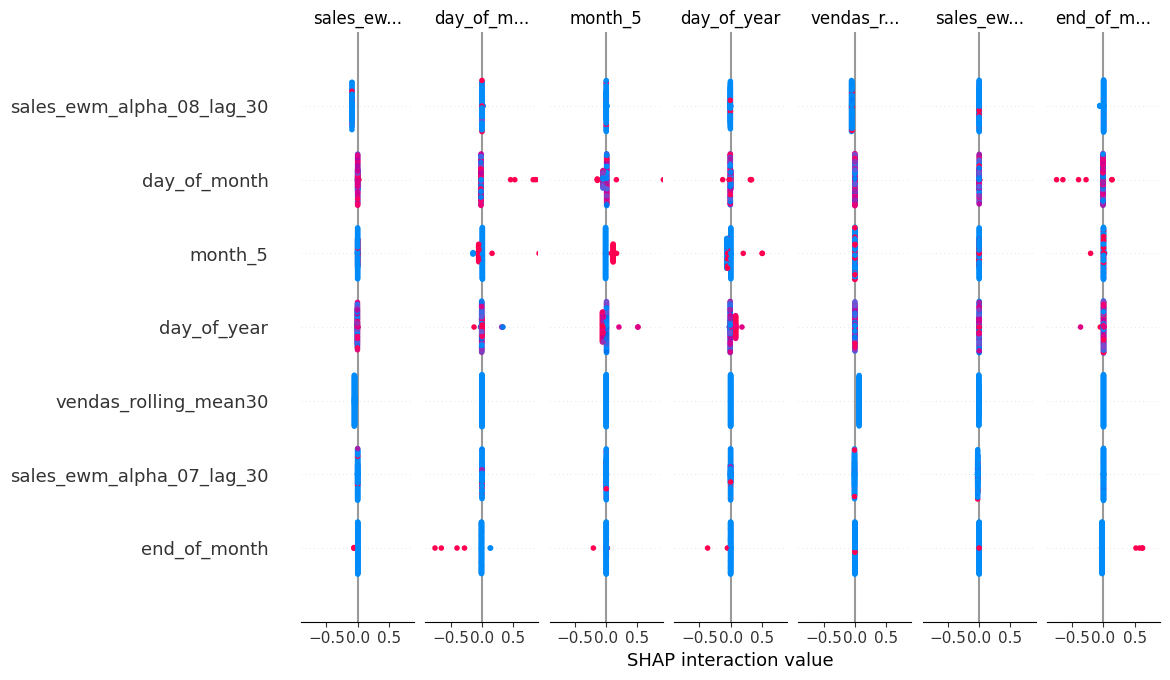 sales_ew... day_of_m... month_5 day_of_year vendas_r... sales_ew... end_of_m...
sales_ewm_alpha_08_lag_30
day_of_month
month_5
day_of_year
vendas_rolling_mean30
sales_ewm_alpha_07_lag_30
end_of_month
−0.50.0 0.5 −0.50.0 0.5 −0.50.0 0.5 −0.50.0 0.5 −0.50.0 0.5 −0.50.0 0.5 −0.50.0 0.5
SHAP interaction value